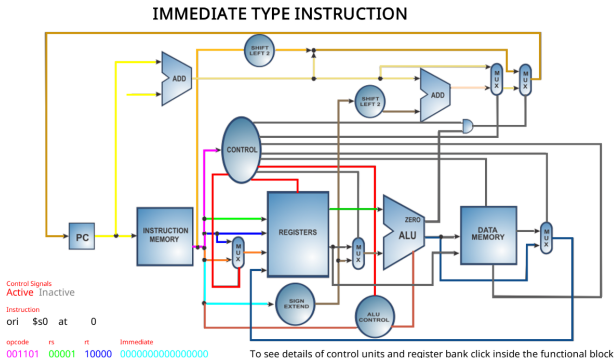 IMMEDIATE TYPE INSTRUCTION
SHIFT
LEFT 2
ADD
SHIFT
LEFT 2
ADD
MUX
MUX
CONTROL
PC
INSTRUCTION
MEMORY
REGISTERS
MUX
MUX
ZERO
ALU
DATA
MEMORY
MUX
SIGN
EXTEND
ALU
CONTROL
Control Signals
Active Inactive
Instruction
ori $s0 at 0
opcode rs rt Immediate
001101 00001 10000 0000000000000000
To see details of control units and register bank click inside the functional block